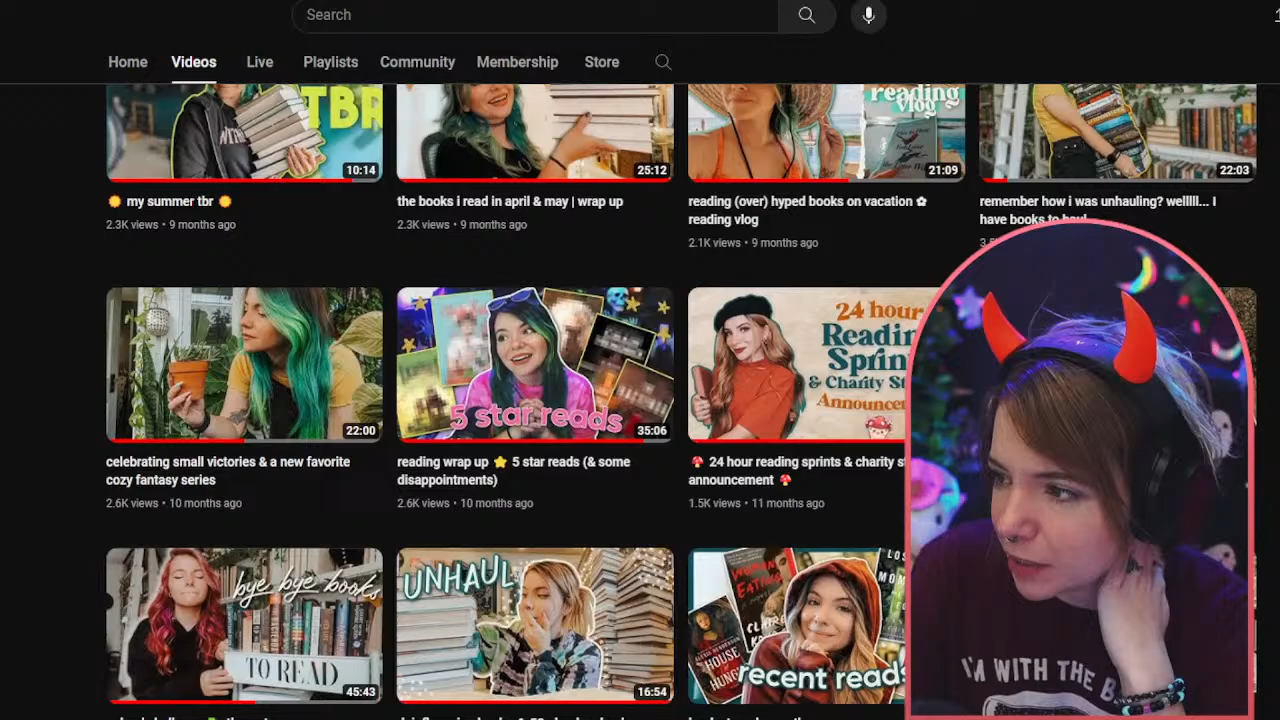 Search
Home Videos Live Playlists Community Membership Store
TBR
reading
vlog
10:14
25:12
21:09
22:03
my summer tbr
the books i read in april & may | wrap up
reading (over) hyped books on vacation ✿
reading vlog
remember how i was unhauling? wellllll... I
have books to haul
2.3K views • 9 months ago
2.3K views • 9 months ago
2.1K views • 9 months ago
5 star reads
24 hour
Readin
Sprin
& Charity St
Announcem
22:00
35:06
celebrating small victories & a new favorite
cozy fantasy series
reading wrap up ⭐ 5 star reads (& some
disappointments)
24 hour reading sprints & charity st
announcement
2.6K views • 10 months ago
2.6K views • 10 months ago
1.5K views • 11 months ago
bye bye books
TO READ
UNHAUL
WOMAN
EATING
CLAIRE
HOUSE
HUNG
recent reads
45:43
16:54
I'M WITH THE B